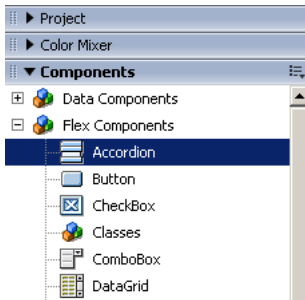 Project
Color Mixer
Components
Data Components
Flex Components
Accordion
Button
CheckBox
Classes
ComboBox
DataGrid